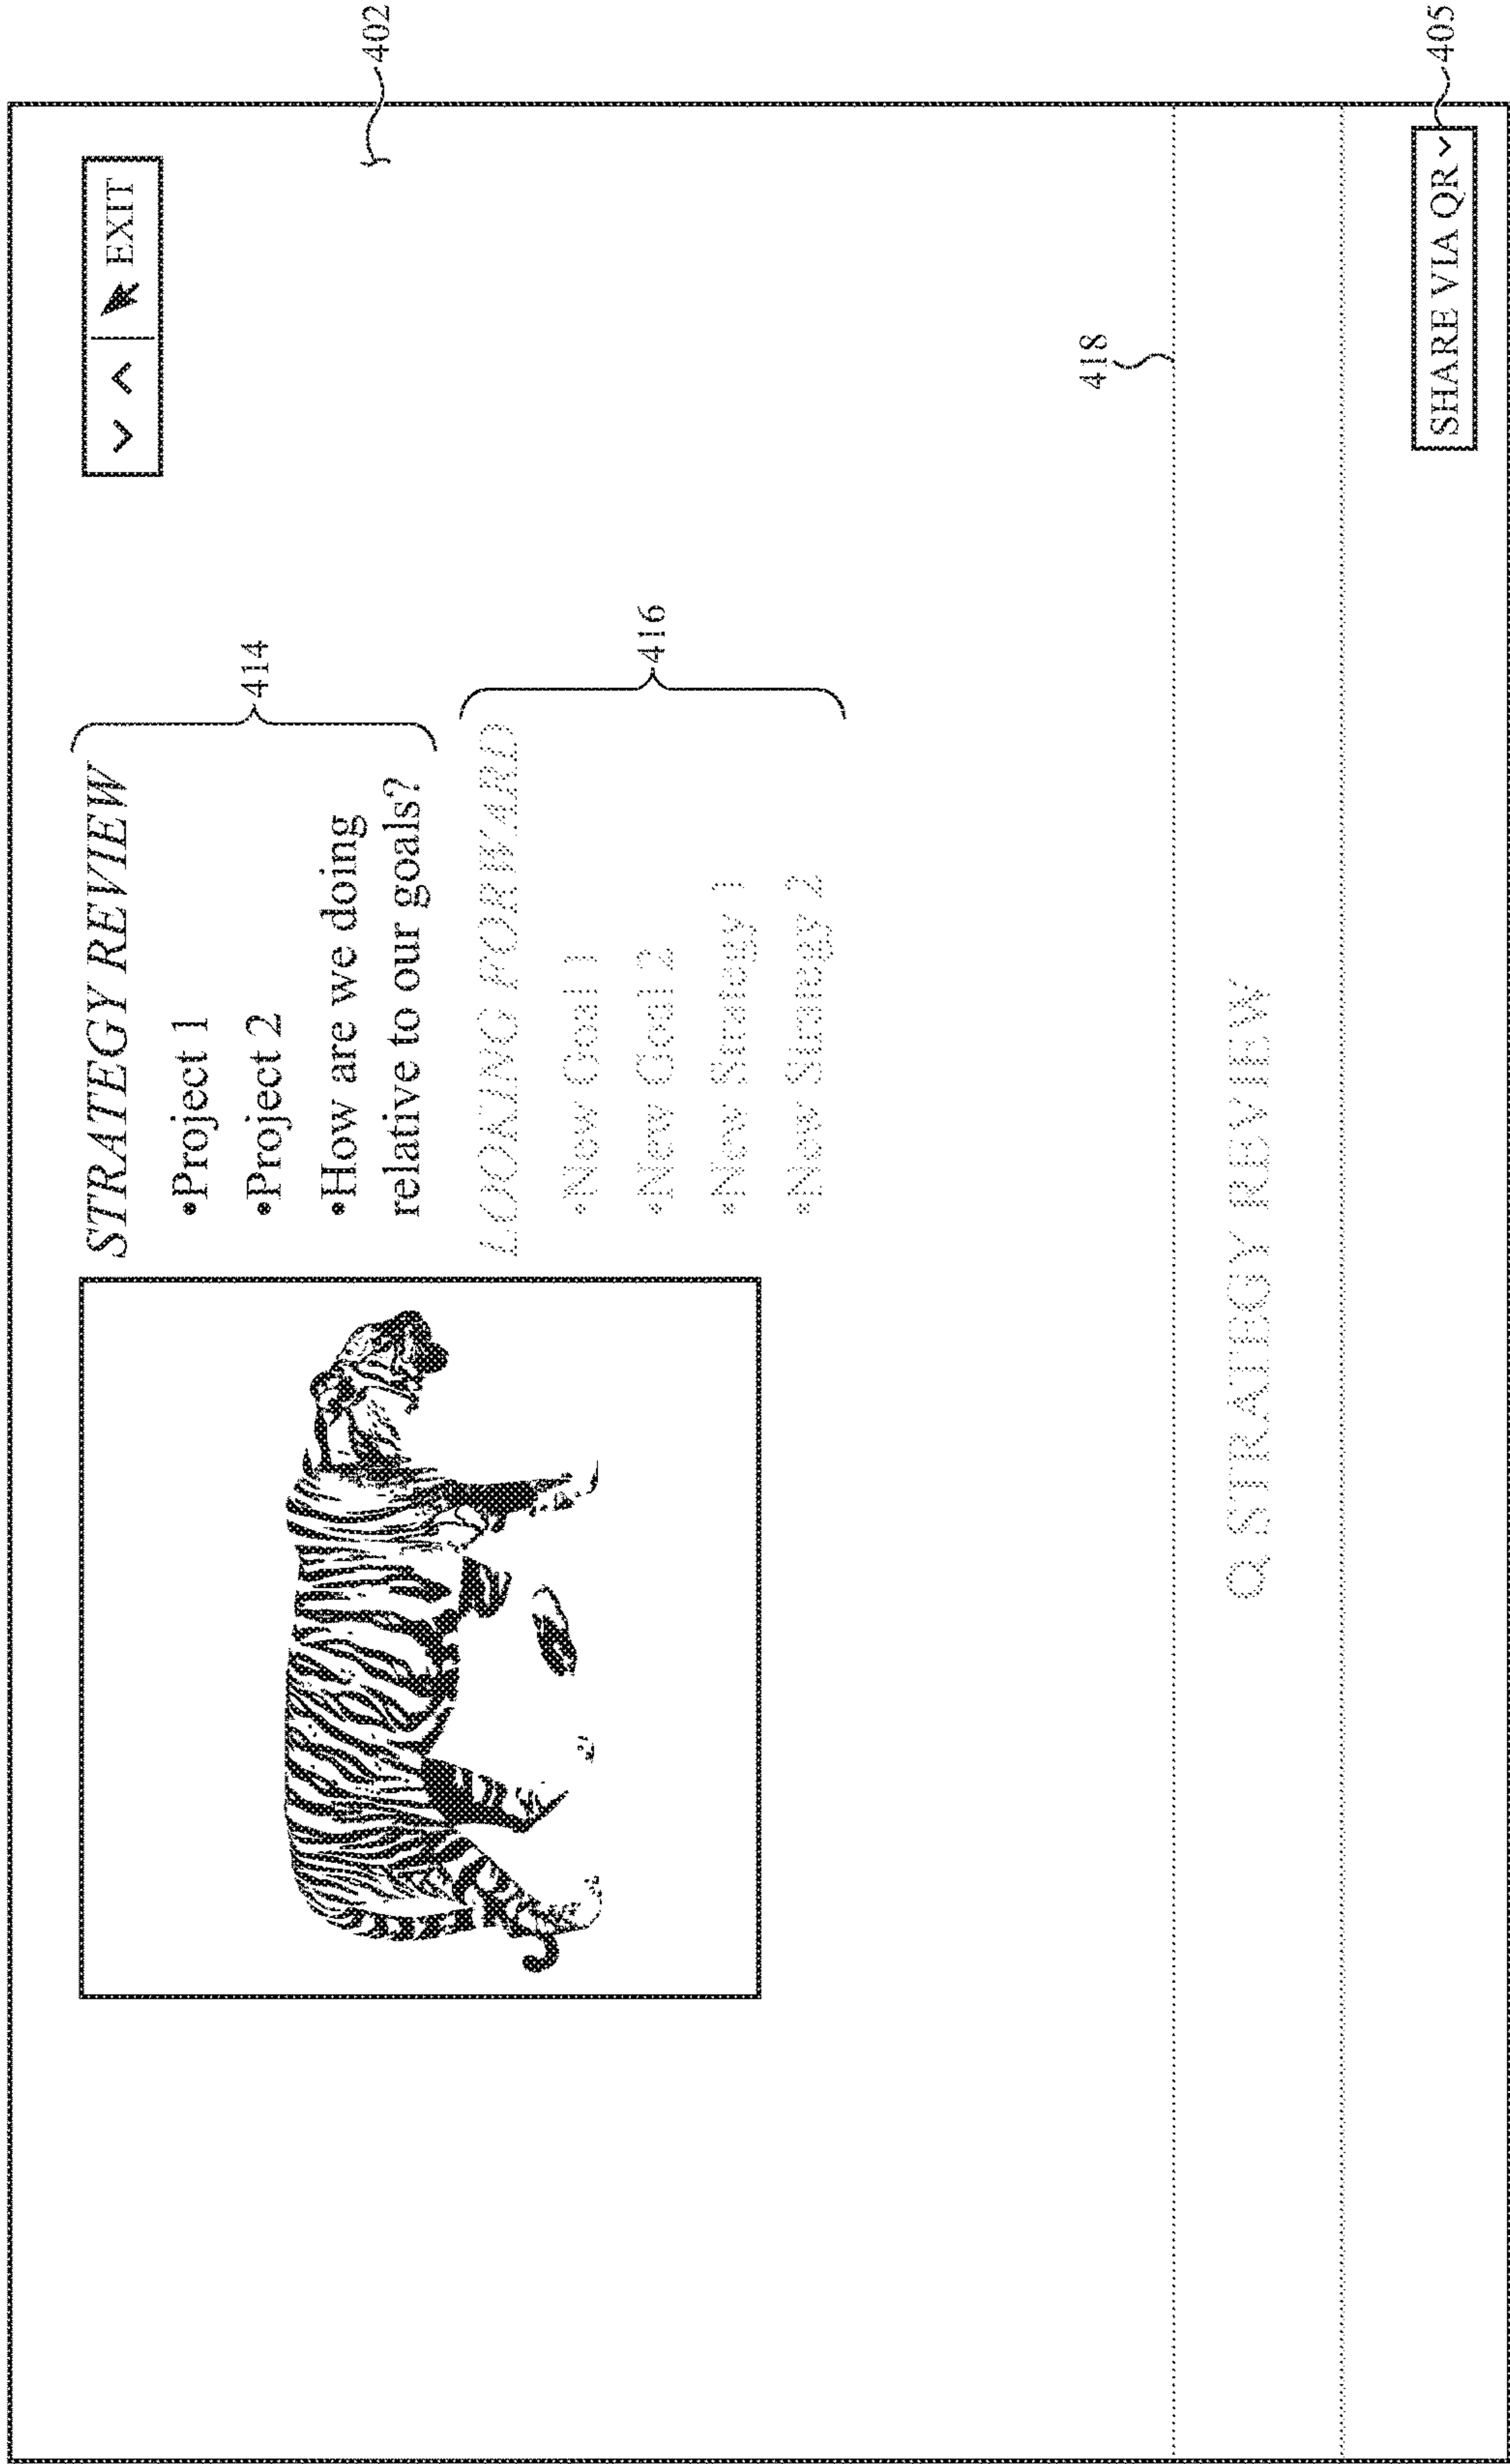 EXIT
402
STRATEGY REVIEW
•Project 1
•Project 2
•How are we doing
relative to our goals?
414
LOOKING FORWARD
•New Goal 1
•New Goal 2
•New Strategy 1
•New Strategy 2
416
418
STRATEGY REVIEW
SHARE VIA QR
405